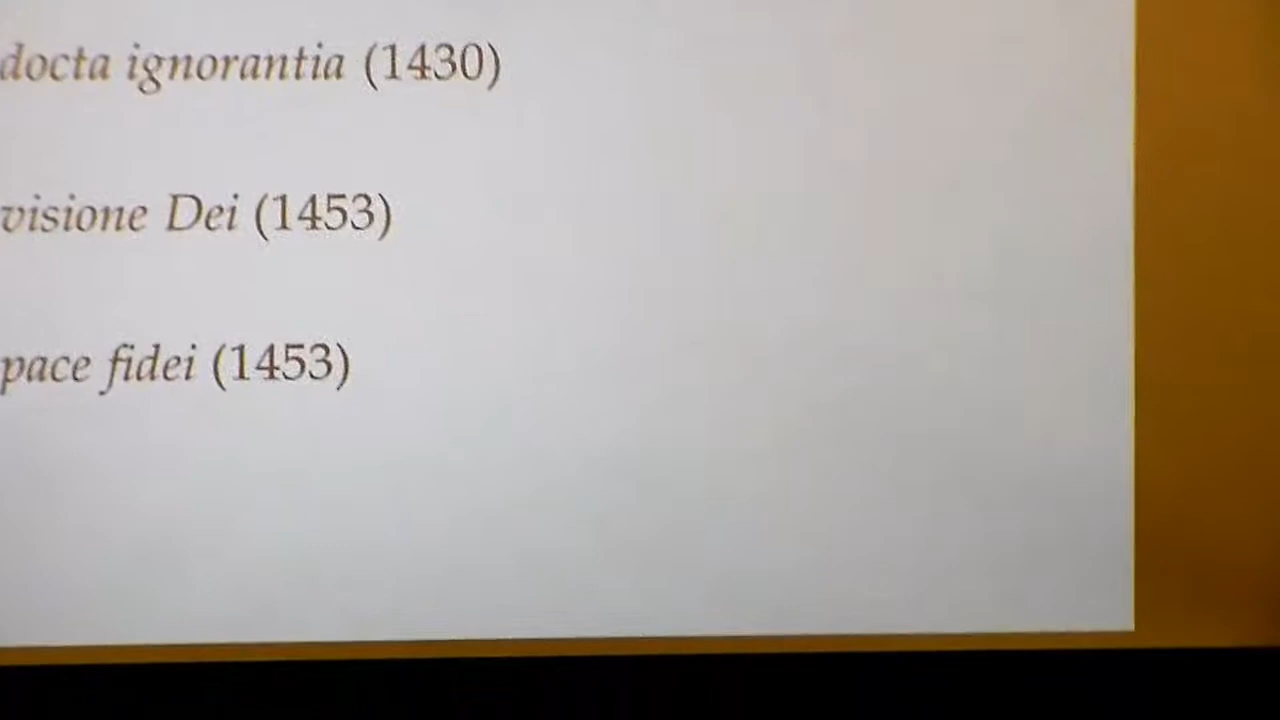 docta ignorantia (1430)
visione Dei (1453)
pace fidei (1453)